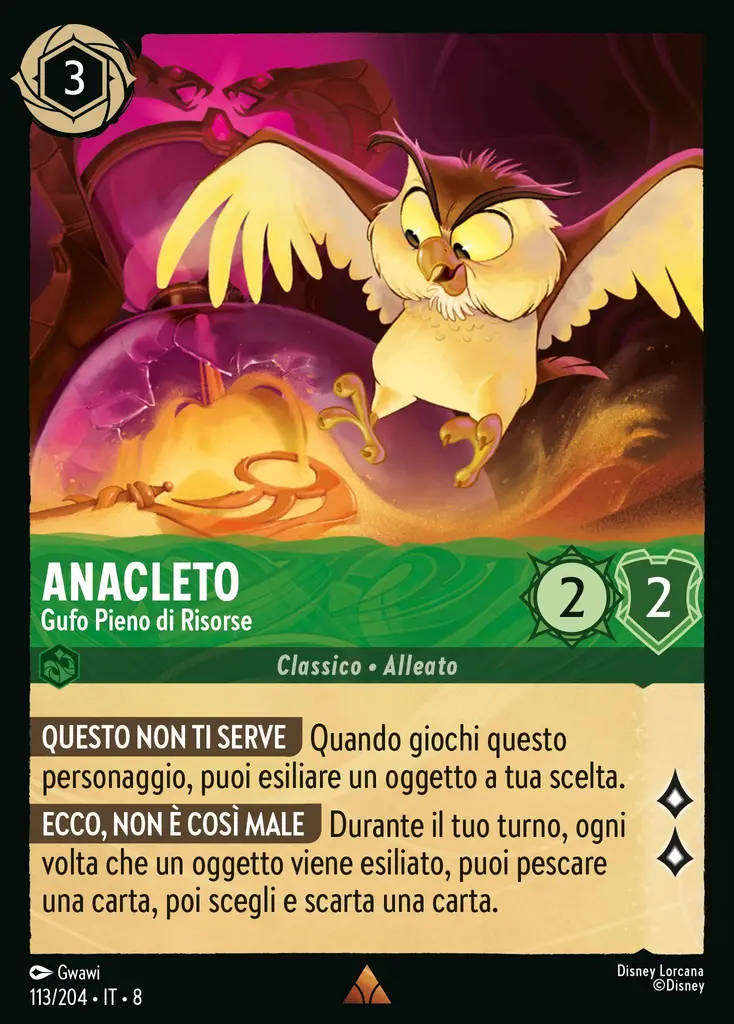 3
ANACLETO
Gufo Pieno di Risorse
2
2
Classico • Alleato
QUESTO NON TI SERVE Quando giochi questo
personaggio, puoi esiliare un oggetto a tua scelta.
ECCO, NON È COSÌ MALE Durante il tuo turno, ogni
volta che un oggetto viene esiliato, puoi pescare
una carta, poi scegli e scarta una carta.
Gwawi
113/204 • IT • 8
Disney Lorcana
©Disney